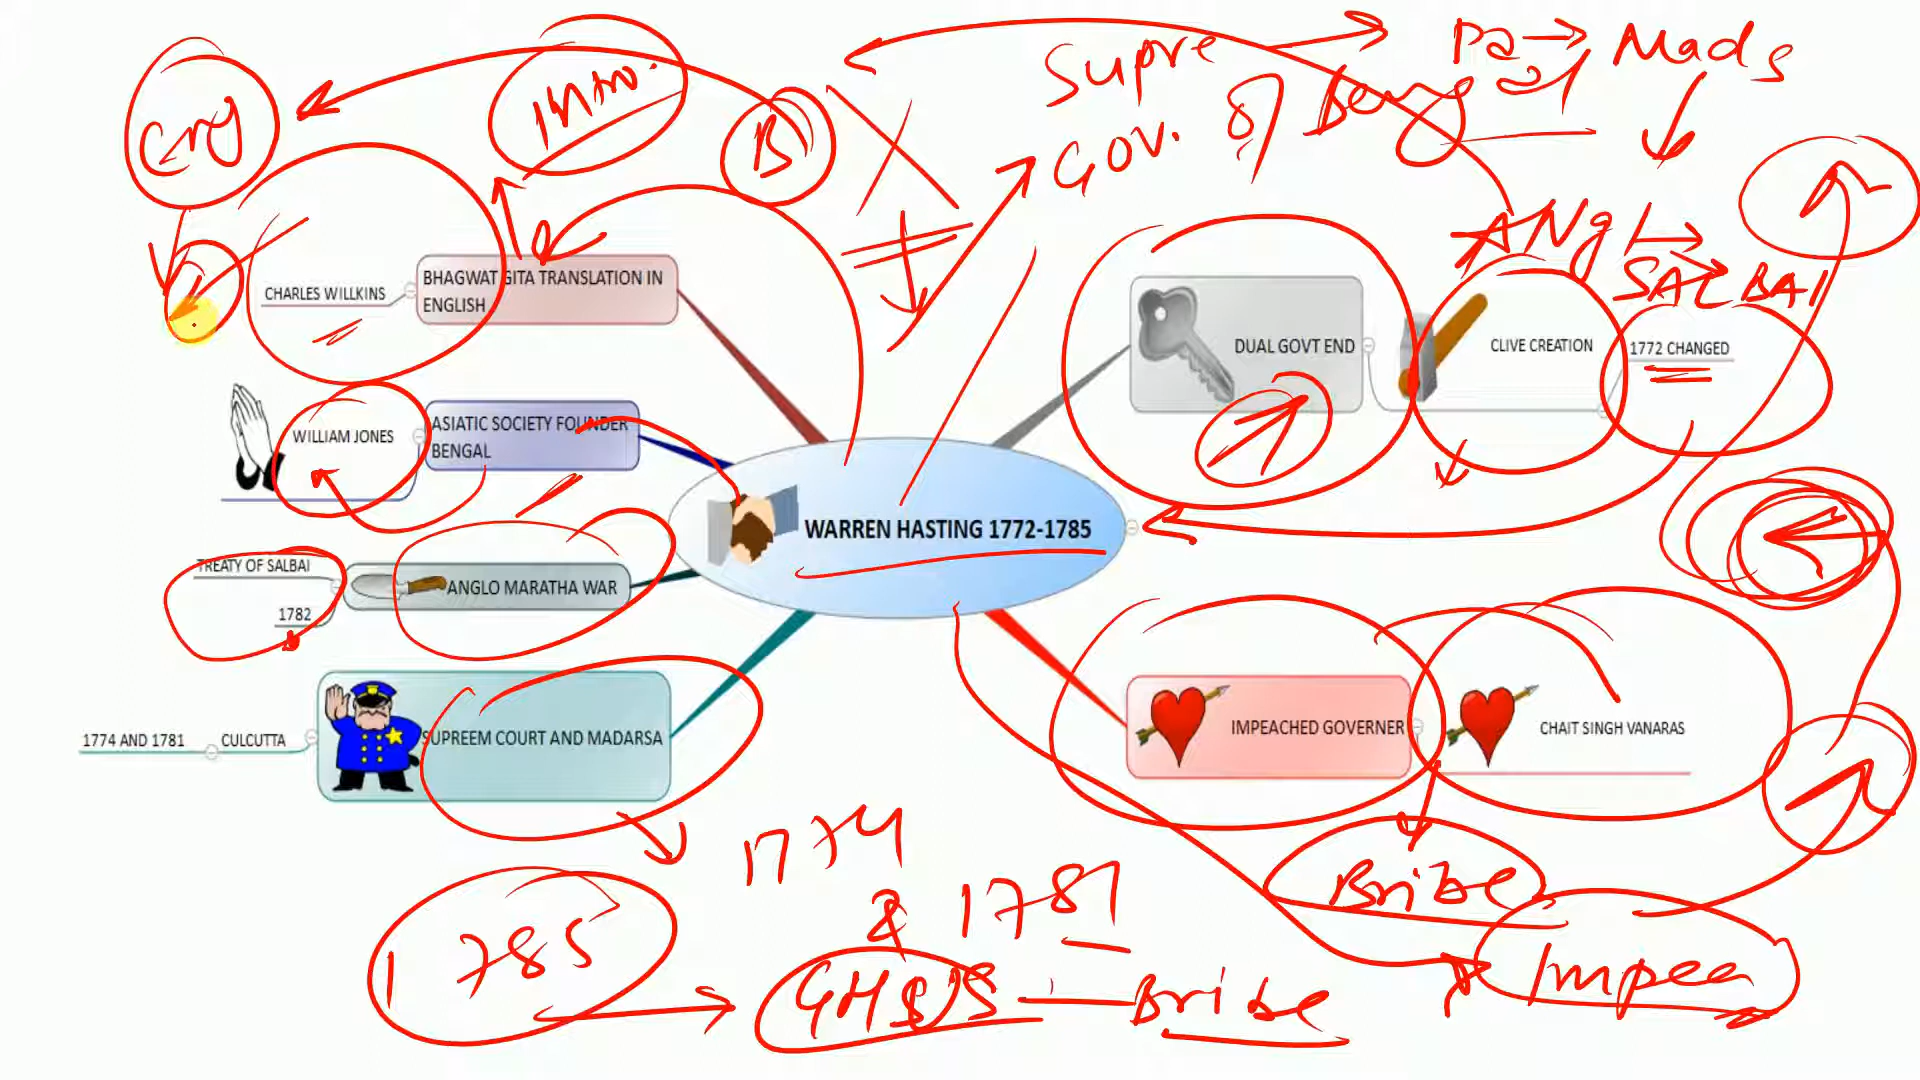 Intro.
B
Supre
Gov. of Beng
Mads
ANgl
SALBAI
CHARLES WILLKINS
BHAGWAT GITA TRANSLATION IN
ENGLISH
DUAL GOVT END
CLIVE CREATION
1772 CHANGED
WILLIAM JONES
ASIATIC SOCIETY FOUNDER
BENGAL
WARREN HASTING 1772-1785
TREATY OF SALBAI
1782
ANGLO MARATHA WAR
1774 AND 1781
CULCUTTA
SUPREEM COURT AND MADARSA
IMPEACHED GOVERNER
CHAIT SINGH VANARAS
1774
& 1781
Bribe
1785
Bribe
Impea